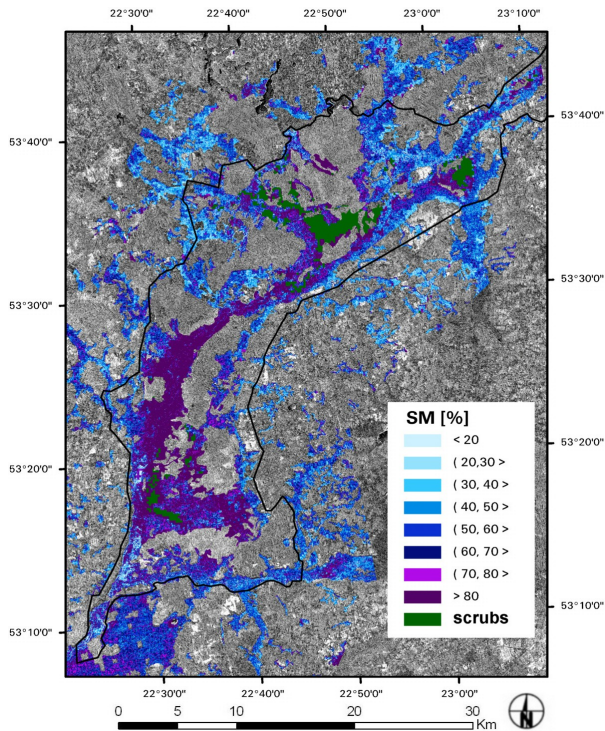 22°30'0"E 22°40'0"E 22°50'0"E 23°0'0"E 23°10'0"E
53°40'0"N 53°40'0"N
53°30'0"N 53°30'0"N
SM [%]
< 20
( 20,30 >
( 30, 40 >
( 40, 50 >
( 50, 60 >
( 60, 70 >
( 70, 80 >
> 80
scrubs
53°20'0"N 53°20'0"N
53°10'0"N 53°10'0"N
22°30'0"E 22°40'0"E 22°50'0"E 23°0'0"E
0 5 10 20 30
Km
N